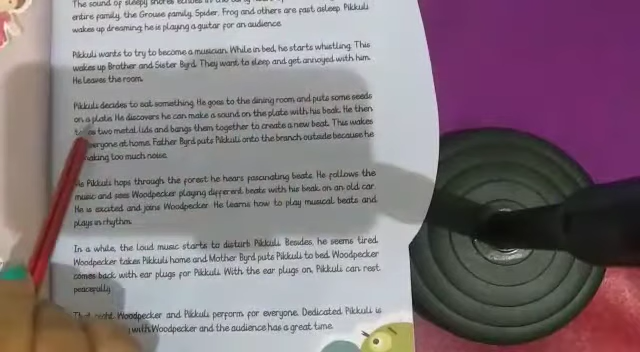 The sound of sleepy snores echoes in the
entire family, the Grouse family, Spider, Frog and others are past asleep. Pikkuli
wakes up dreaming he is playing a guitar for an audience.
Pikkuli wants to try to become a musician. While in bed, he starts whistling. This
wakes up Brother and Sister Byrd. They want to sleep and get annoyed with him.
He leaves the room.
Pikkuli decides to eat something. He goes to the dining room and puts some seeds
on a plate. He discovers he can make a sound on the plate with his beak. He then
two metal lids and bangs them together to create a new beat. This wakes
everyone at home. Father Byrd puts Pikkuli onto the branch outside because he
making too much noise.
As Pikkuli hops through the forest he hears fascinating beats. He follows the
music and sees Woodpecker playing different beats with his beak on an old car.
He is excited and joins Woodpecker. He learns how to play musical beats and
plays in rhythm.
In a while, the loud music starts to disturb Pikkuli. Besides, he seems tired.
Woodpecker takes Pikkuli home and Mother Byrd puts Pikkuli to bed. Woodpecker
comes back with ear plugs for Pikkuli. With the ear plugs on, Pikkuli can rest
peacefully.
That night Woodpecker and Pikkuli perform for everyone. Dedicated Pikkuli is
with Woodpecker and the audience has a great time.